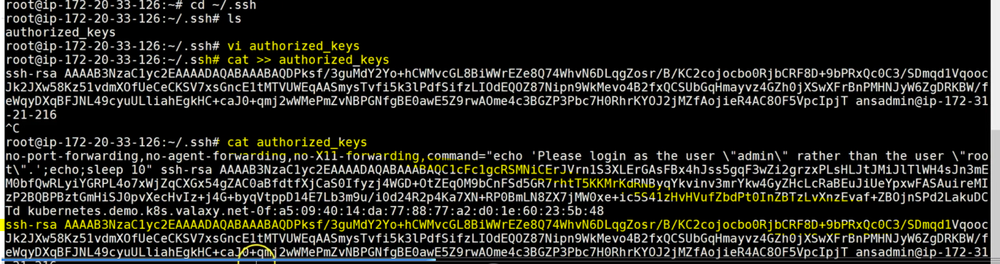 root@ip-172-20-33-126:~# cd ~/.ssh
root@ip-172-20-33-126:~/.ssh# ls
authorized_keys
root@ip-172-20-33-126:~/.ssh# vi authorized_keys
root@ip-172-20-33-126:~/.ssh# cat >> authorized_keys
ssh-rsa AAAAB3NzaC1yc2EAAAADAQABAAABAQDPksf/3guMdY2Yo+hCWMvcGL8BiWWrEZe8Q74WhvN6DLqgZosr/B/KC2cojocbo0RjbCRF8D+9bPRxQc0C3/SDmqd1Vqooc
Jk2JXw58Kz51vdmXOfUeCeCKSV7xsGncE1tMTVUWEqAASmysTvfi5k3lPdfSifzLIOdEQOZ87Nipn9WkMevo4B2fxQCSUbGqHmayvz4GZh0jXSwXFrBnPMHNJyW6ZgDRKBW/f
eWqyDXqBFJNL49cyuULliahEgkHC+caJ0+qmj2wWMePmZvNBPGNfgBE0awE5Z9rwAOme4c3BGZP3Pbc7H0RhrKYOJ2jMZfAojieR4AC8OF5VpcIpjT ansadmin@ip-172-31
-21-216
^C
root@ip-172-20-33-126:~/.ssh# cat authorized_keys
no-port-forwarding,no-agent-forwarding,no-X11-forwarding,command="echo 'Please login as the user \"admin\" rather than the user \"roo
t\".';echo;sleep 10" ssh-rsa AAAAB3NzaC1yc2EAAAADAQABAAABAQC1cFc1gcRSMNiCErJVrn1S3XLErGAsFBx4hJss5qqF3wZi2grzxPLsHLJtJMiJlTlWH4sJn3mE
M0bfQwRLyiYGRPL4o7xWjZqCXGx54gZAC0aBfdtfXjCaS0Ifyzj4WGD+OtZEqOM9bCnFSd5GR7rhtT5KKMrKdRNByqYkvinv3mrYkw4GyZHcLcRaBEuJiUeYpxwFASAuireMI
zP2BQBPBztGmHiSJ0pvXecHvIz+j4G+byqVtppD14E7Lb3m9u/i0d24R2p4Ka7XN+RP0BmLN8ZX7jMW0xe+ic5S41zHvHVufZbdPt0InZBTzLvXnzEvaf+ZBOjnSPd2LakuDC
Td kubernetes.demo.k8s.valaxy.net-0f:a5:09:40:14:da:77:88:77:a2:d0:1e:60:23:5b:48
ssh-rsa AAAAB3NzaC1yc2EAAAADAQABAAABAQDPksf/3guMdY2Yo+hCWMvcGL8BiWWrEZe8Q74WhvN6DLqgZosr/B/KC2cojocbo0RjbCRF8D+9bPRxQc0C3/SDmqd1Vqooc
Jk2JXw58Kz51vdmXOfUeCeCKSV7xsGncE1tMTVUWEqAASmysTvfi5k3lPdfSifzLIOdEQOZ87Nipn9WkMevo4B2fxQCSUbGqHmayvz4GZh0jXSwXFrBnPMHNJyW6ZgDRKBW/f
eWqyDXqBFJNL49cyuULliahEgkHC+caJ0+qmj2wWMePmZvNBPGNfgBE0awE5Z9rwAOme4c3BGZP3Pbc7H0RhrKYOJ2jMZfAojieR4AC8OF5VpcIpjT ansadmin@ip-172-31